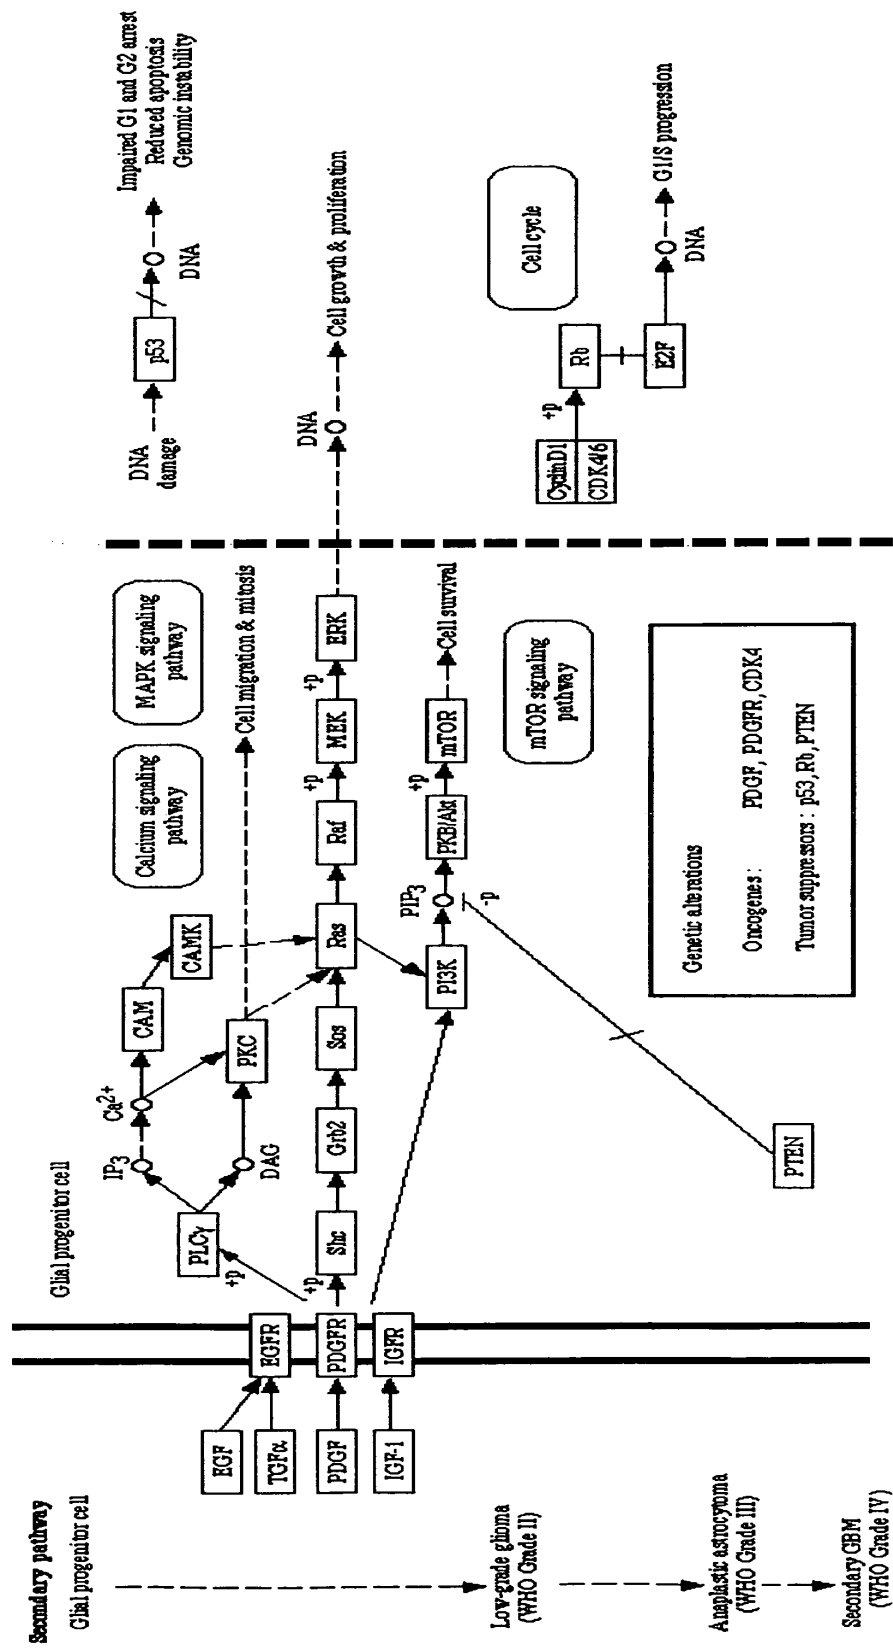 Secondary pathway
Glial progenitor cell
Low-grade glioma
(WHO Grade II)
Anaplastic astrocytoma
(WHO Grade III)
Secondary GBM
(WHO Grade IV)
EGF
TGFα
PDGF
IGF-1
EGFR
PDGFR
IGFR
Glial progenitor cell
+p
PLCγ
IP3
DAG
Ca2+
CAM
CAMK
PKC
Calcium signaling
pathway
MAPK signaling
pathway
Cell migration & mitosis
+p
Shc
Grb2
Sos
Ras
Raf
+p
MEK
+p
ERK
DNA
Cell growth & proliferation
PI3K
PIP3
-p
PKB/Akt
+p
mTOR
Cell survival
mTOR signaling
pathway
PTEN
Genetic alterations
Oncogenes : PDGF, PDGFR, CDK4
Tumor suppressors : p53, Rb, PTEN
DNA
damage
p53
DNA
Impaired G1 and G2 arrest
Reduced apoptosis
Genomic instability
CyclinD1
CDK4/6
+p
Rb
E2F
DNA
G1/S progression
Cell cycle